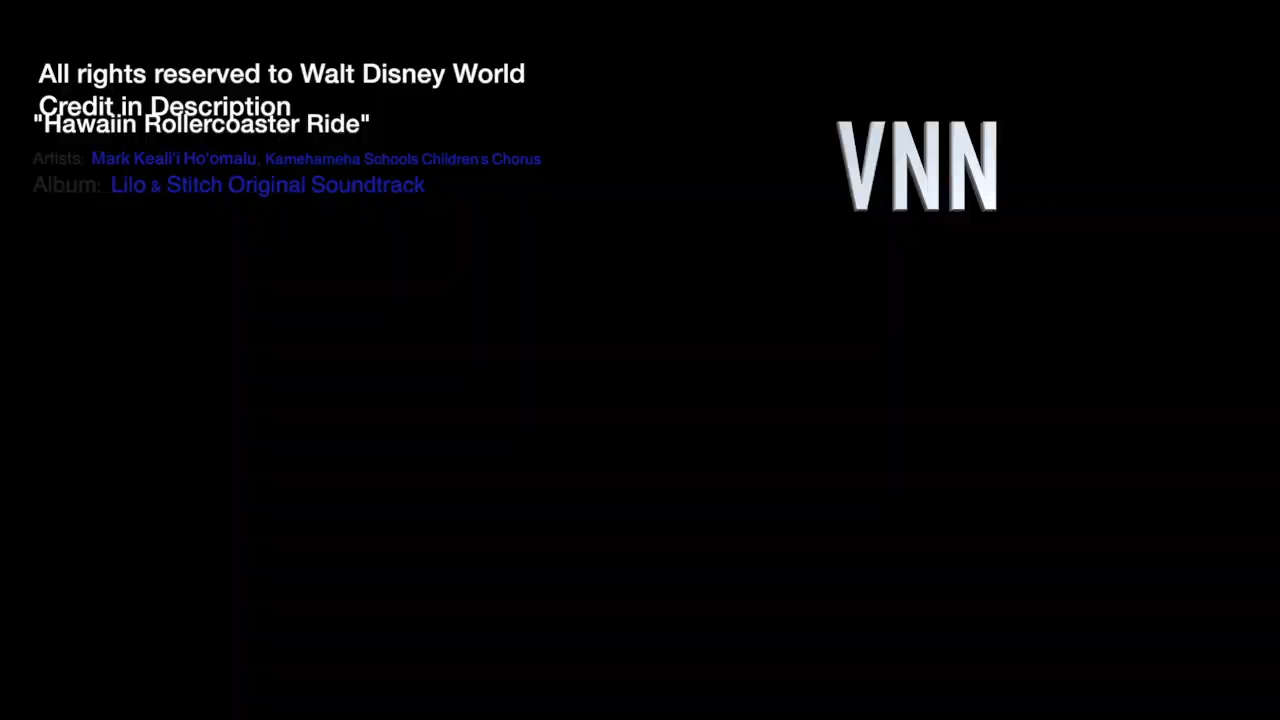 All rights reserved to Walt Disney World
Credit in Description
"Hawaiin Rollercoaster Ride"
Artists: Mark Keali'i Ho'omalu, Kamehameha Schools Children's Chorus
Album: Lilo & Stitch Original Soundtrack
VNN